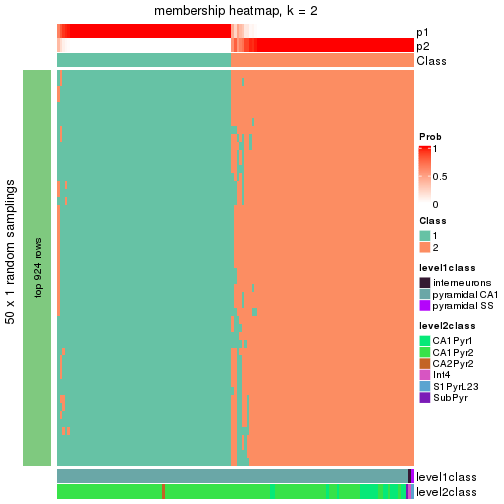 membership heatmap, k = 2
p1
p2
Class
50 x 1 random samplings
top 924 rows
Prob
1
0.5
0
Class
1
2
level1class
interneurons
pyramidal CA1
pyramidal SS
level2class
CA1Pyr1
CA1Pyr2
CA2Pyr2
Int4
S1PyrL23
SubPyr
level1class
level2class